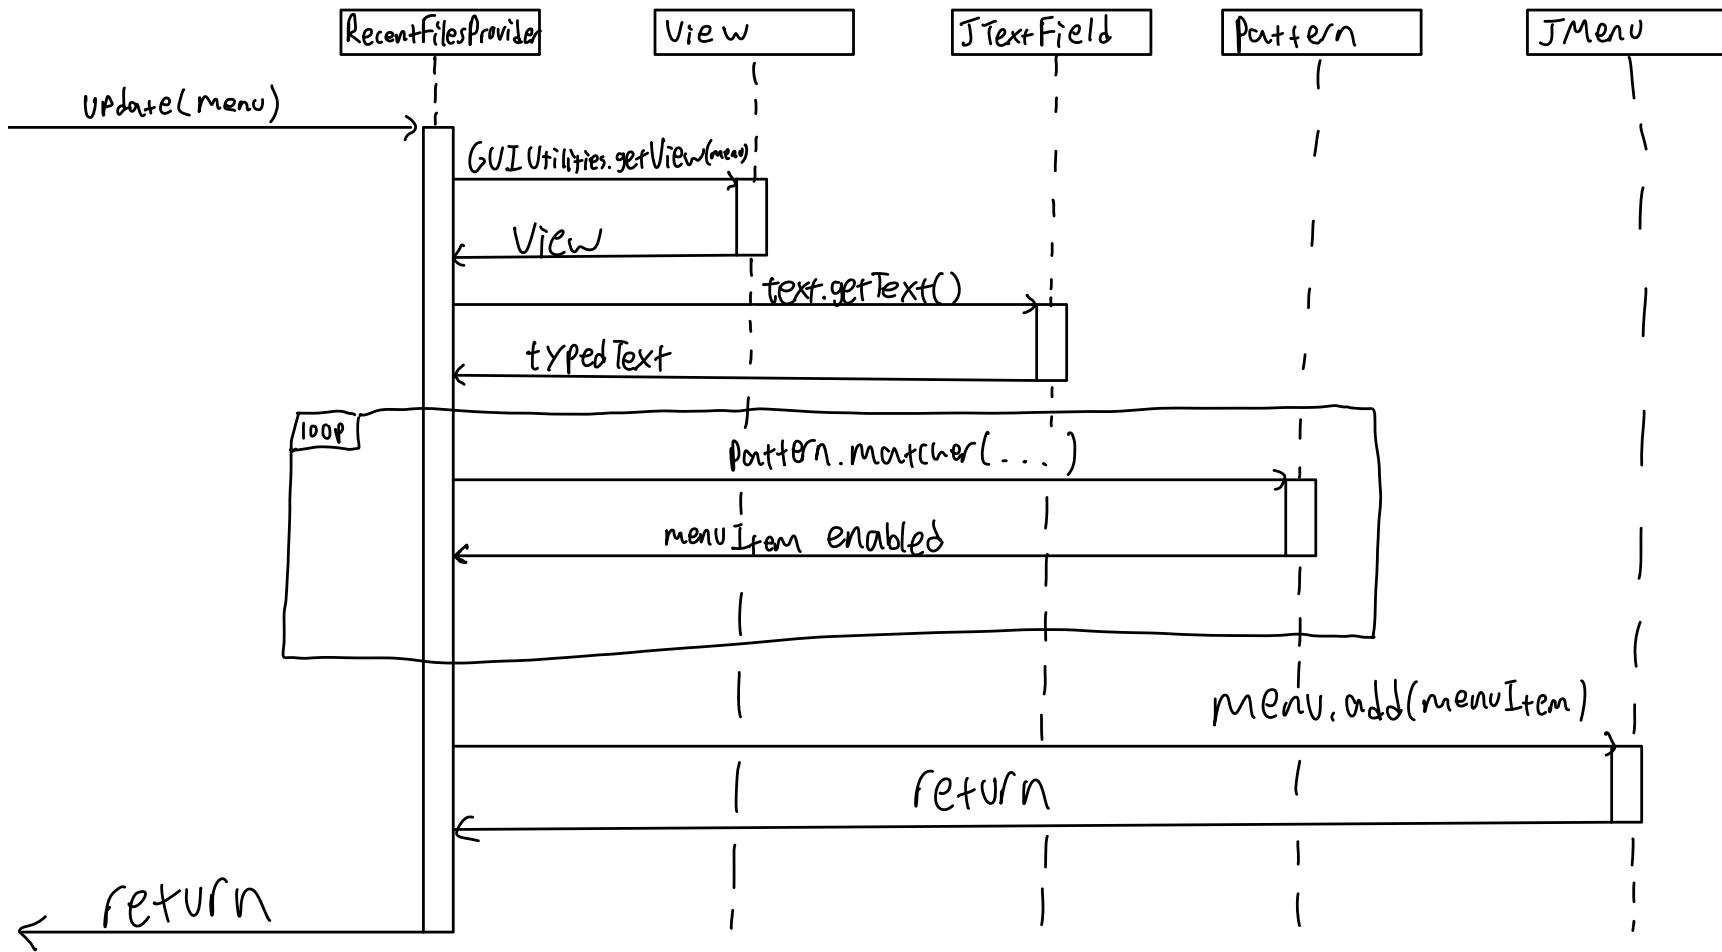 RecentFilesProvider
View
JTextField
Pattern
JMenu
update(menu)
GUIUtilities.getView(menu)
View
text.getText()
typedText
loop
pattern.matcher(...)
menuItem enabled
menu.add(menuItem)
return
return